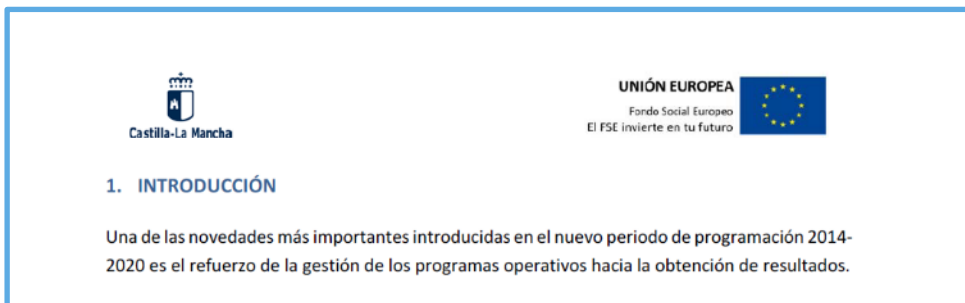 Castilla-La Mancha
UNIÓN EUROPEA
Fondo Social Europeo
El FSE invierte en tu futuro
1. INTRODUCCIÓN
Una de las novedades más importantes introducidas en el nuevo periodo de programación 2014-
2020 es el refuerzo de la gestión de los programas operativos hacia la obtención de resultados.